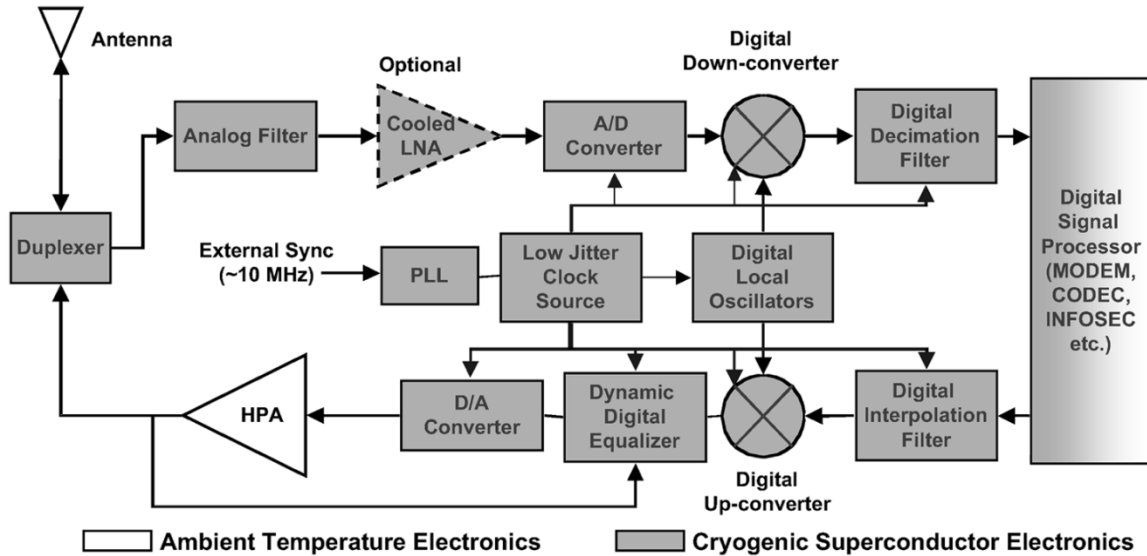 Antenna
Optional
Digital
Down-converter
Analog Filter
Cooled
LNA
A/D
Converter
Digital
Decimation
Filter
Duplexer
External Sync
(~10 MHz)
PLL
Low Jitter
Clock
Source
Digital
Local
Oscillators
Digital
Signal
Processor
(MODEM,
CODEC,
INFOSEC
etc.)
HPA
D/A
Converter
Dynamic
Digital
Equalizer
Digital
Interpolation
Filter
Digital
Up-converter
Ambient Temperature Electronics
Cryogenic Superconductor Electronics